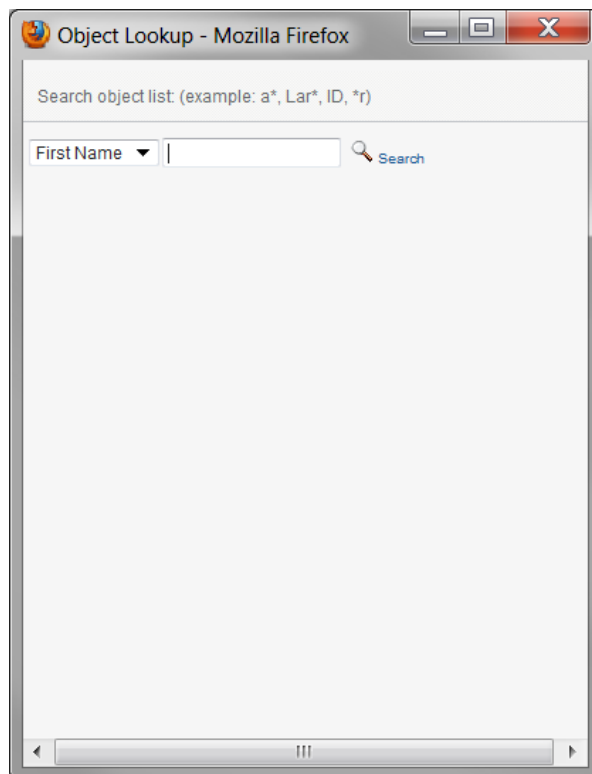 Object Lookup - Mozilla Firefox
Search object list: (example: a*, Lar*, ID, *r)
First Name Search